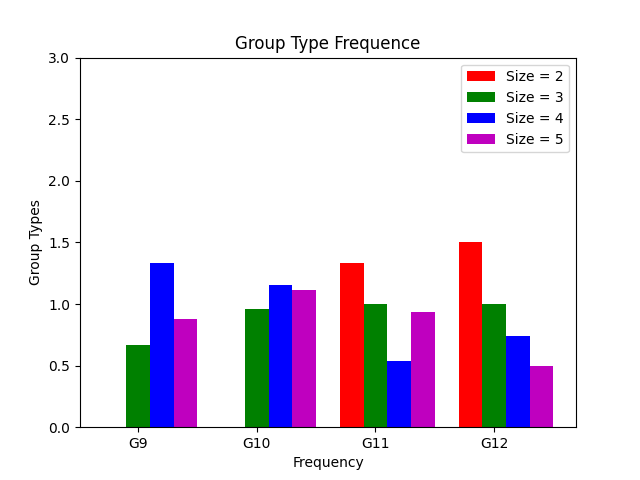 Group Type Frequence
3.0
2.5
2.0
1.5
1.0
0.5
0.0
Group Types
Size = 2
Size = 3
Size = 4
Size = 5
G9 G10 G11 G12
Frequency